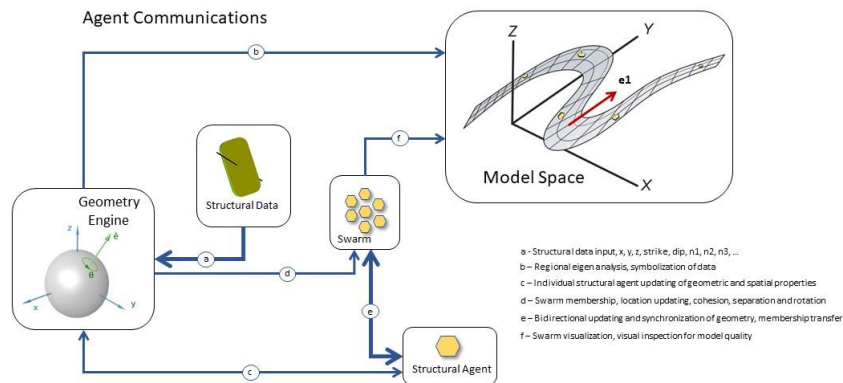 Agent Communications
b
Z
Y
e1
f
Model Space
X
Structural Data
Geometry
Engine
z
ê
θ
x
y
a
Swarm
d
e
c
Structural Agent
a - Structural data input, x, y, z, strike, dip, n1, n2, n3, ...
b – Regional eigen analysis, symbolization of data
c – Individual structural agent updating of geometric and spatial properties
d – Swarm membership, location updating, cohesion, separation and rotation
e – Bidirectional updating and synchronization of geometry, membership transfer
f – Swarm visualization, visual inspection for model quality